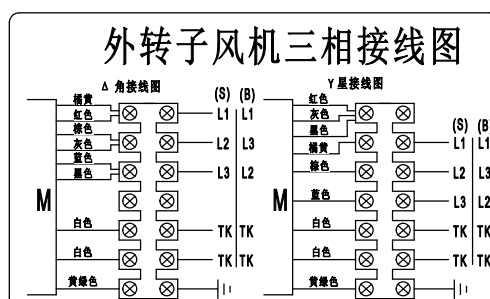 外转子风机三相接线图
Δ 角接线图
(S) (B)
橘黄
红色 L1 L1
棕色
灰色 L2 L3
蓝色
黑色 L3 L2
M
白色 TK TK
白色 TK TK
黄绿色
Y 星接线图
(S) (B)
红色
灰色
黑色
橘黄 L1 L1
棕色 L2 L3
蓝色 L3 L2
M
白色 TK TK
白色 TK TK
黄绿色